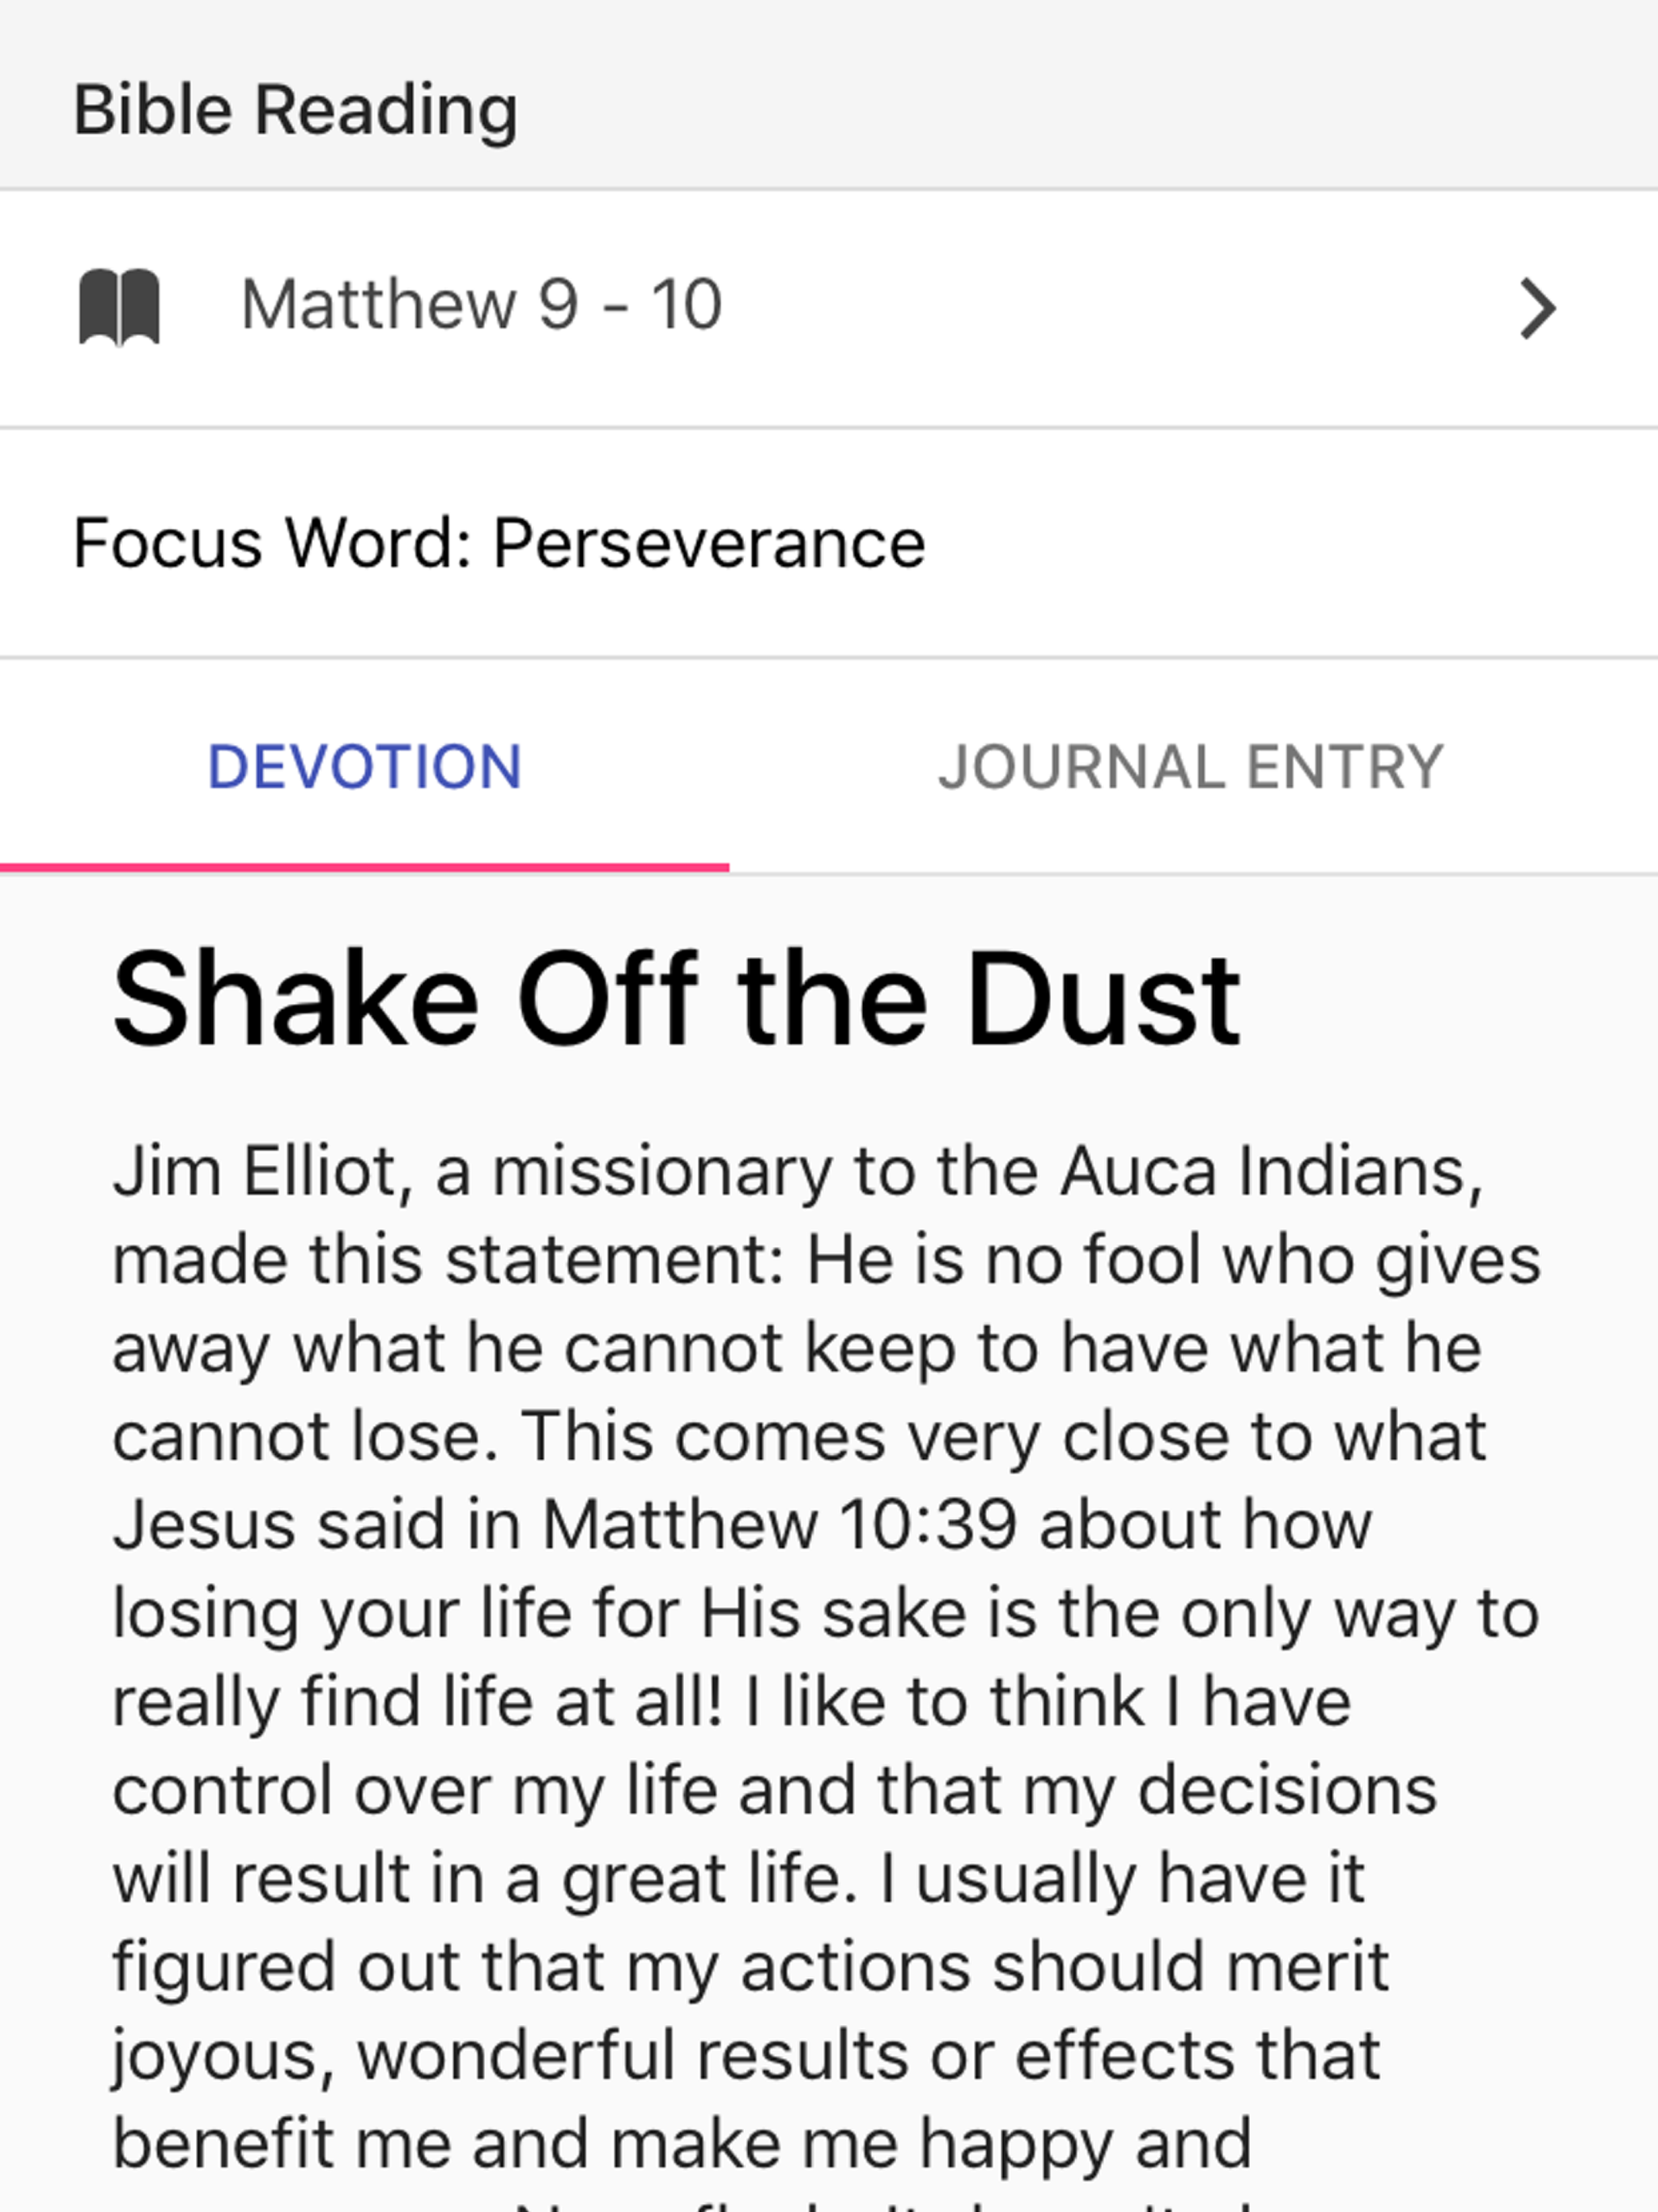 Bible Reading
Matthew 9 - 10
Focus Word: Perseverance
DEVOTION JOURNAL ENTRY
Shake Off the Dust
Jim Elliot, a missionary to the Auca Indians,
made this statement: He is no fool who gives
away what he cannot keep to have what he
cannot lose. This comes very close to what
Jesus said in Matthew 10:39 about how
losing your life for His sake is the only way to
really find life at all! I like to think I have
control over my life and that my decisions
will result in a great life. I usually have it
figured out that my actions should merit
joyous, wonderful results or effects that
benefit me and make me happy and